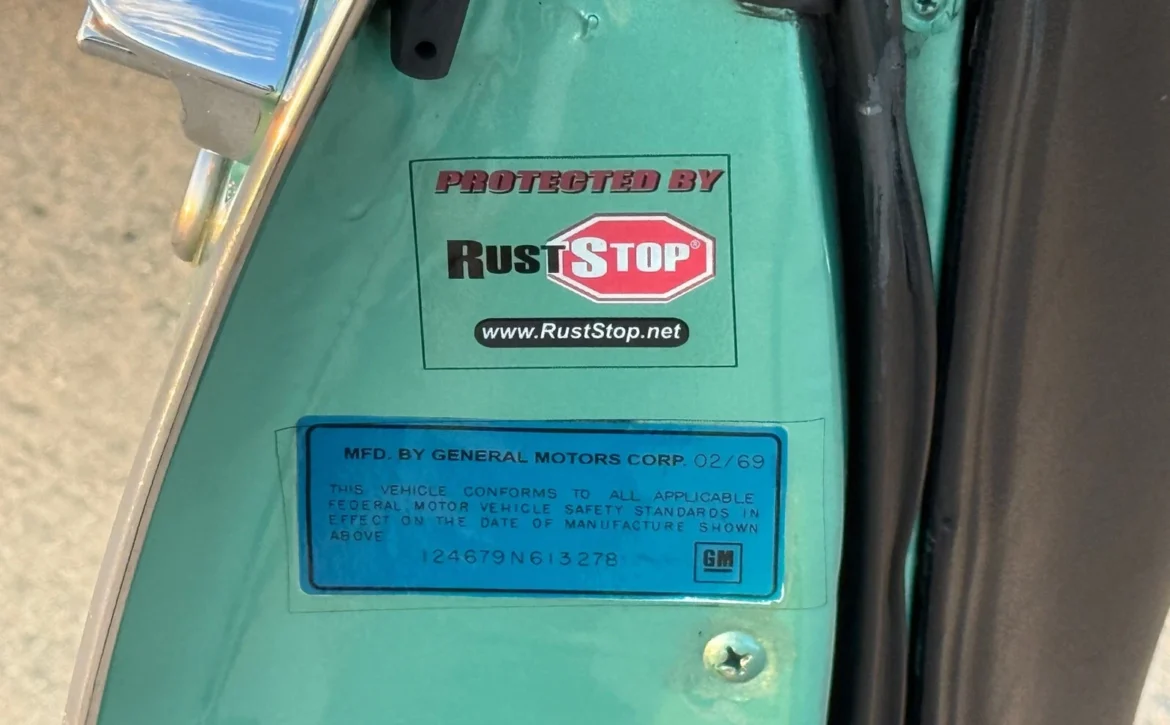 PROTECTED BY
RUSTSTOP®
www.RustStop.net
MFD. BY GENERAL MOTORS CORP. 02/69
THIS VEHICLE CONFORMS TO ALL APPLICABLE
FEDERAL MOTOR VEHICLE SAFETY STANDARDS IN
EFFECT ON THE DATE OF MANUFACTURE SHOWN
ABOVE
124679N613278
GM